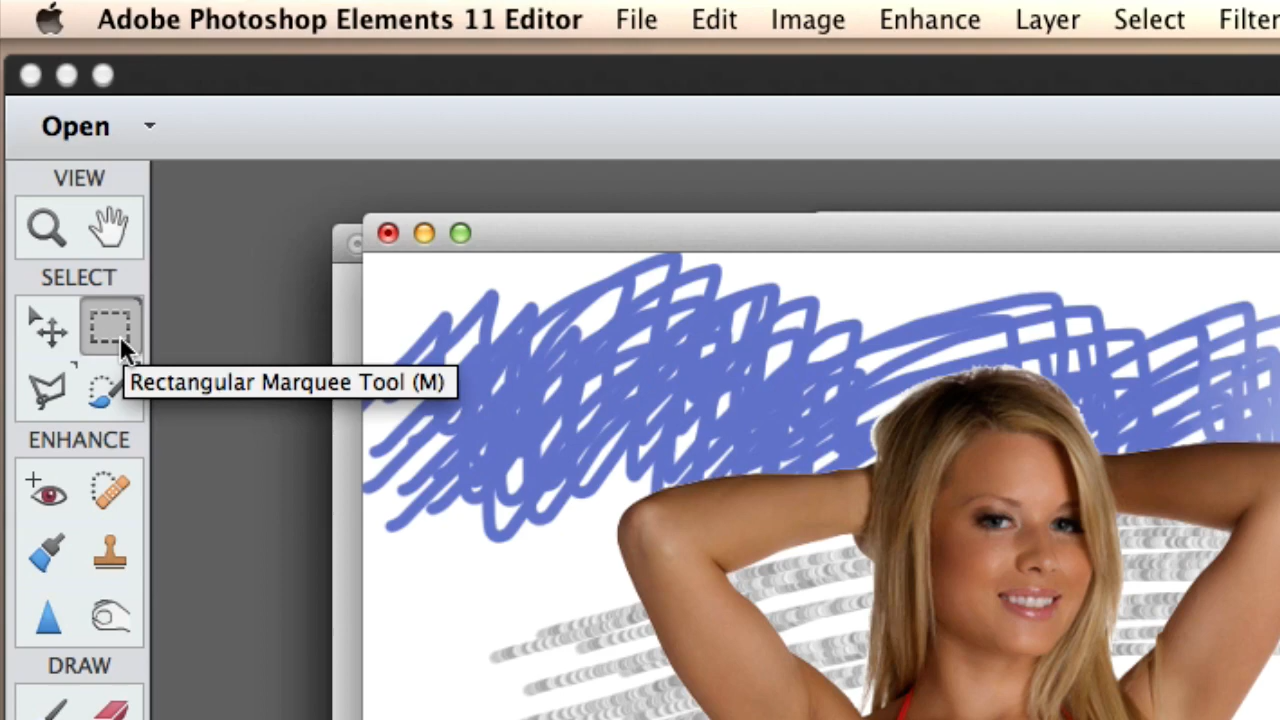 Adobe Photoshop Elements 11 Editor File Edit Image Enhance Layer Select Filter
Open
VIEW
SELECT
Rectangular Marquee Tool (M)
ENHANCE
DRAW